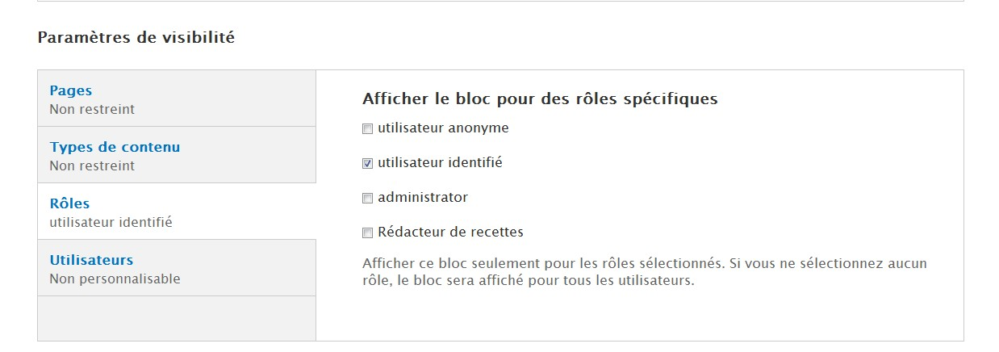 Paramètres de visibilité
Pages
Non restreint
Types de contenu
Non restreint
Rôles
utilisateur identifié
Utilisateurs
Non personnalisable
Afficher le bloc pour des rôles spécifiques
utilisateur anonyme
utilisateur identifié
administrator
Rédacteur de recettes
Afficher ce bloc seulement pour les rôles sélectionnés. Si vous ne sélectionnez aucun
rôle, le bloc sera affiché pour tous les utilisateurs.